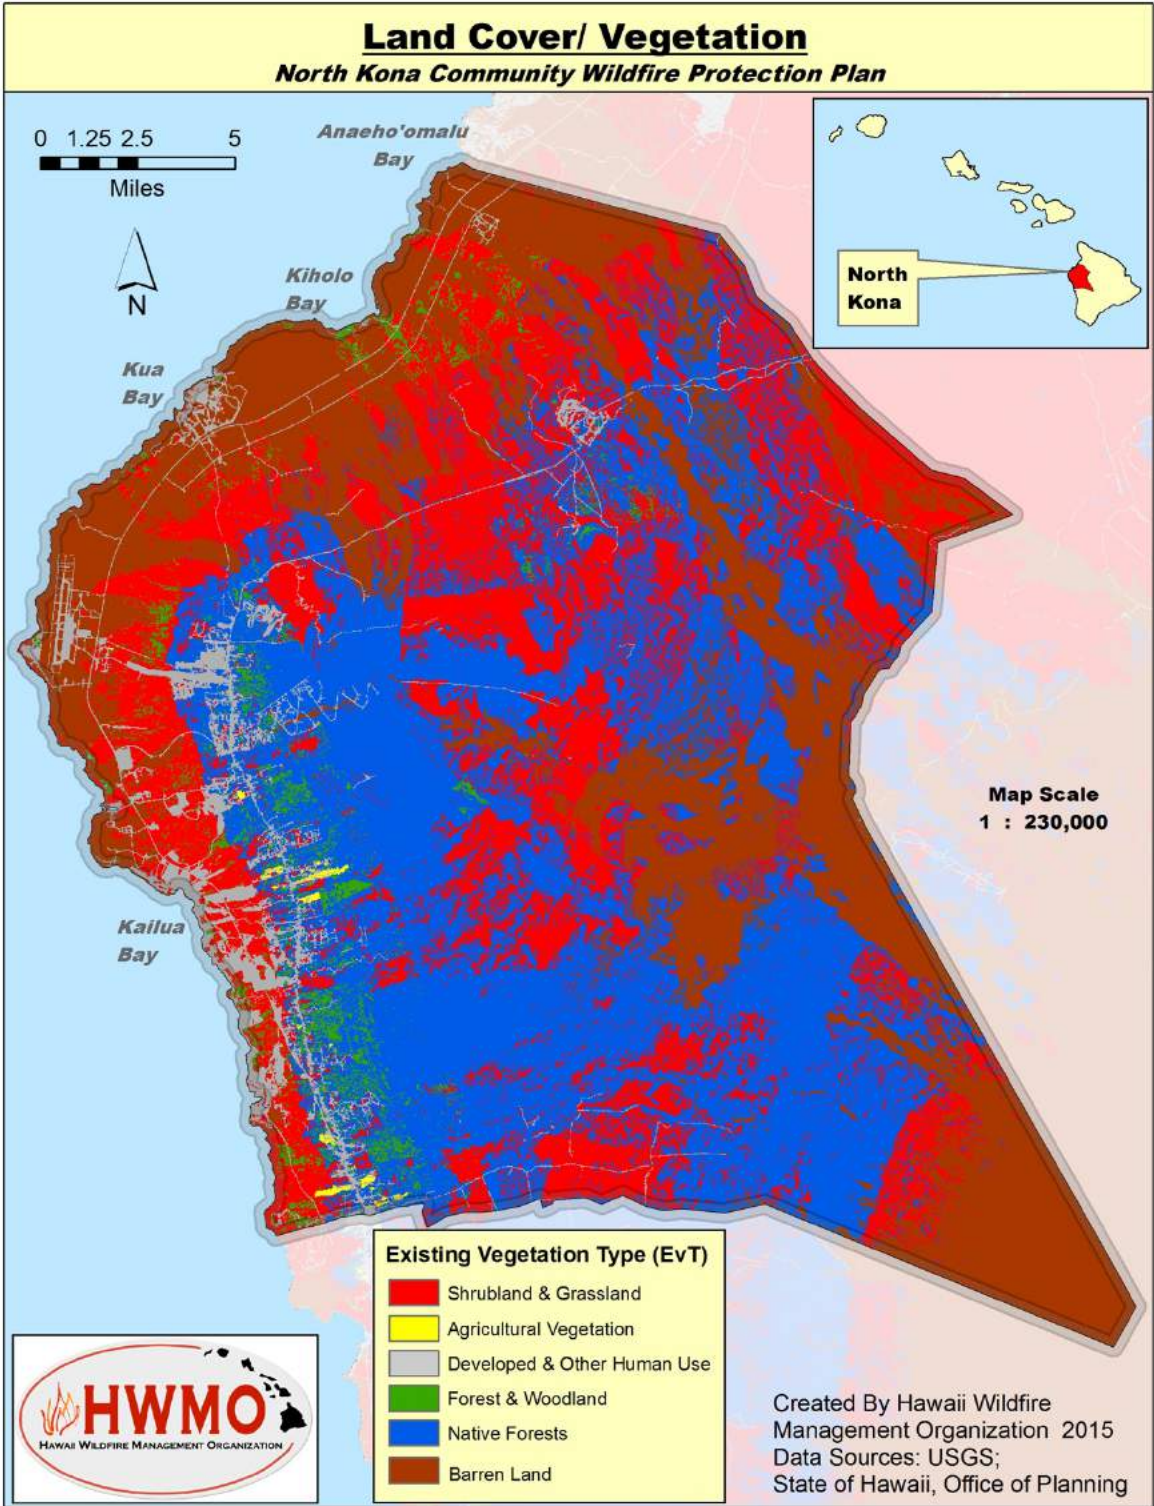 Land Cover/ Vegetation
North Kona Community Wildfire Protection Plan
0 1.25 2.5 5
Miles
N
Anaeho'omalu
Bay
Kiholo
Bay
Kua
Bay
Kailua
Bay
North
Kona
Map Scale
1 : 230,000
Existing Vegetation Type (EvT)
Shrubland & Grassland
Agricultural Vegetation
Developed & Other Human Use
Forest & Woodland
Native Forests
Barren Land
HWMO
HAWAII WILDFIRE MANAGEMENT ORGANIZATION
Created By Hawaii Wildfire
Management Organization 2015
Data Sources: USGS;
State of Hawaii, Office of Planning